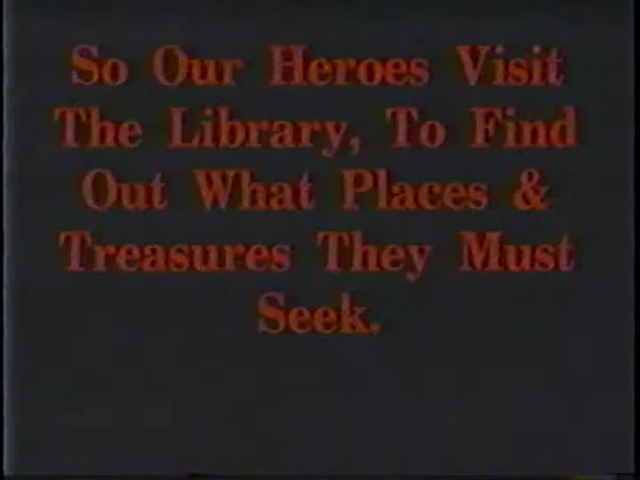 So Our Heroes Visit
The Library, To Find
Out What Places &
Treasures They Must
Seek.